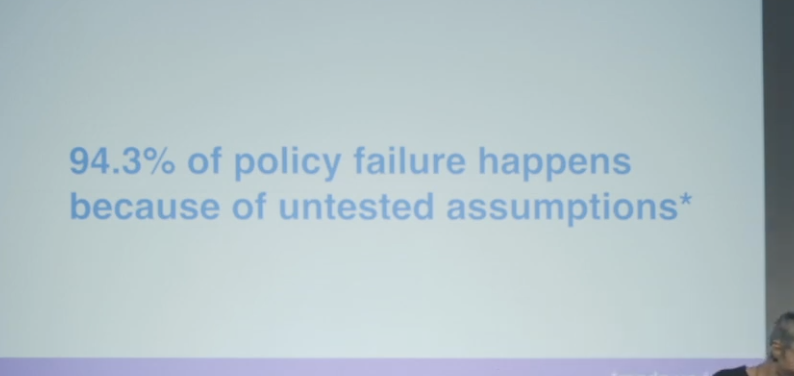 94.3% of policy failure happens
because of untested assumptions*